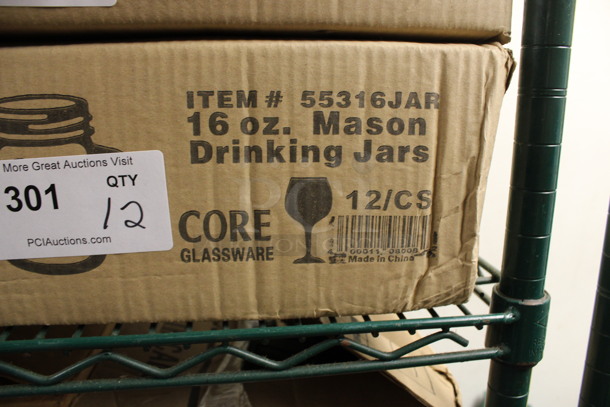 ITEM # 55316JAR
16 oz. Mason
Drinking Jars
More Great Auctions Visit
301 QTY 12
PCIAuctions.com
CORE
GLASSWARE
12/CS
Made in China